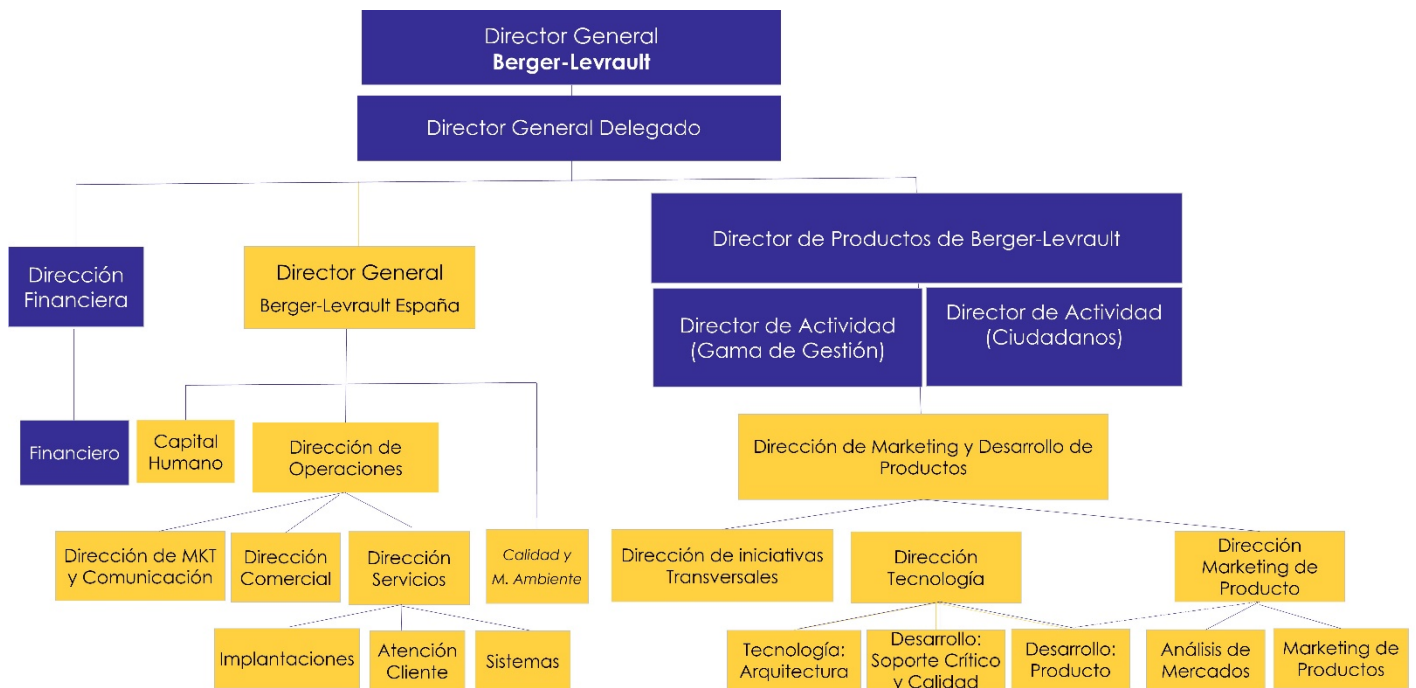 Director General
Berger-Levrault
Director General Delegado
Dirección
Financiera
Director General
Berger-Levrault España
Director de Productos de Berger-Levrault
Director de Actividad
(Gama de Gestión)
Director de Actividad
(Ciudadanos)
Financiero
Capital
Humano
Dirección de
Operaciones
Dirección de Marketing y Desarrollo de
Productos
Dirección de MKT
y Comunicación
Dirección
Comercial
Dirección
Servicios
Calidad y
M. Ambiente
Dirección de iniciativas
Transversales
Dirección
Tecnología
Dirección
Marketing de
Producto
Implantaciones
Atención
Cliente
Sistemas
Tecnología:
Arquitectura
Desarrollo:
Soporte Crítico
y Calidad
Desarrollo:
Producto
Análisis de
Mercados
Marketing de
Productos